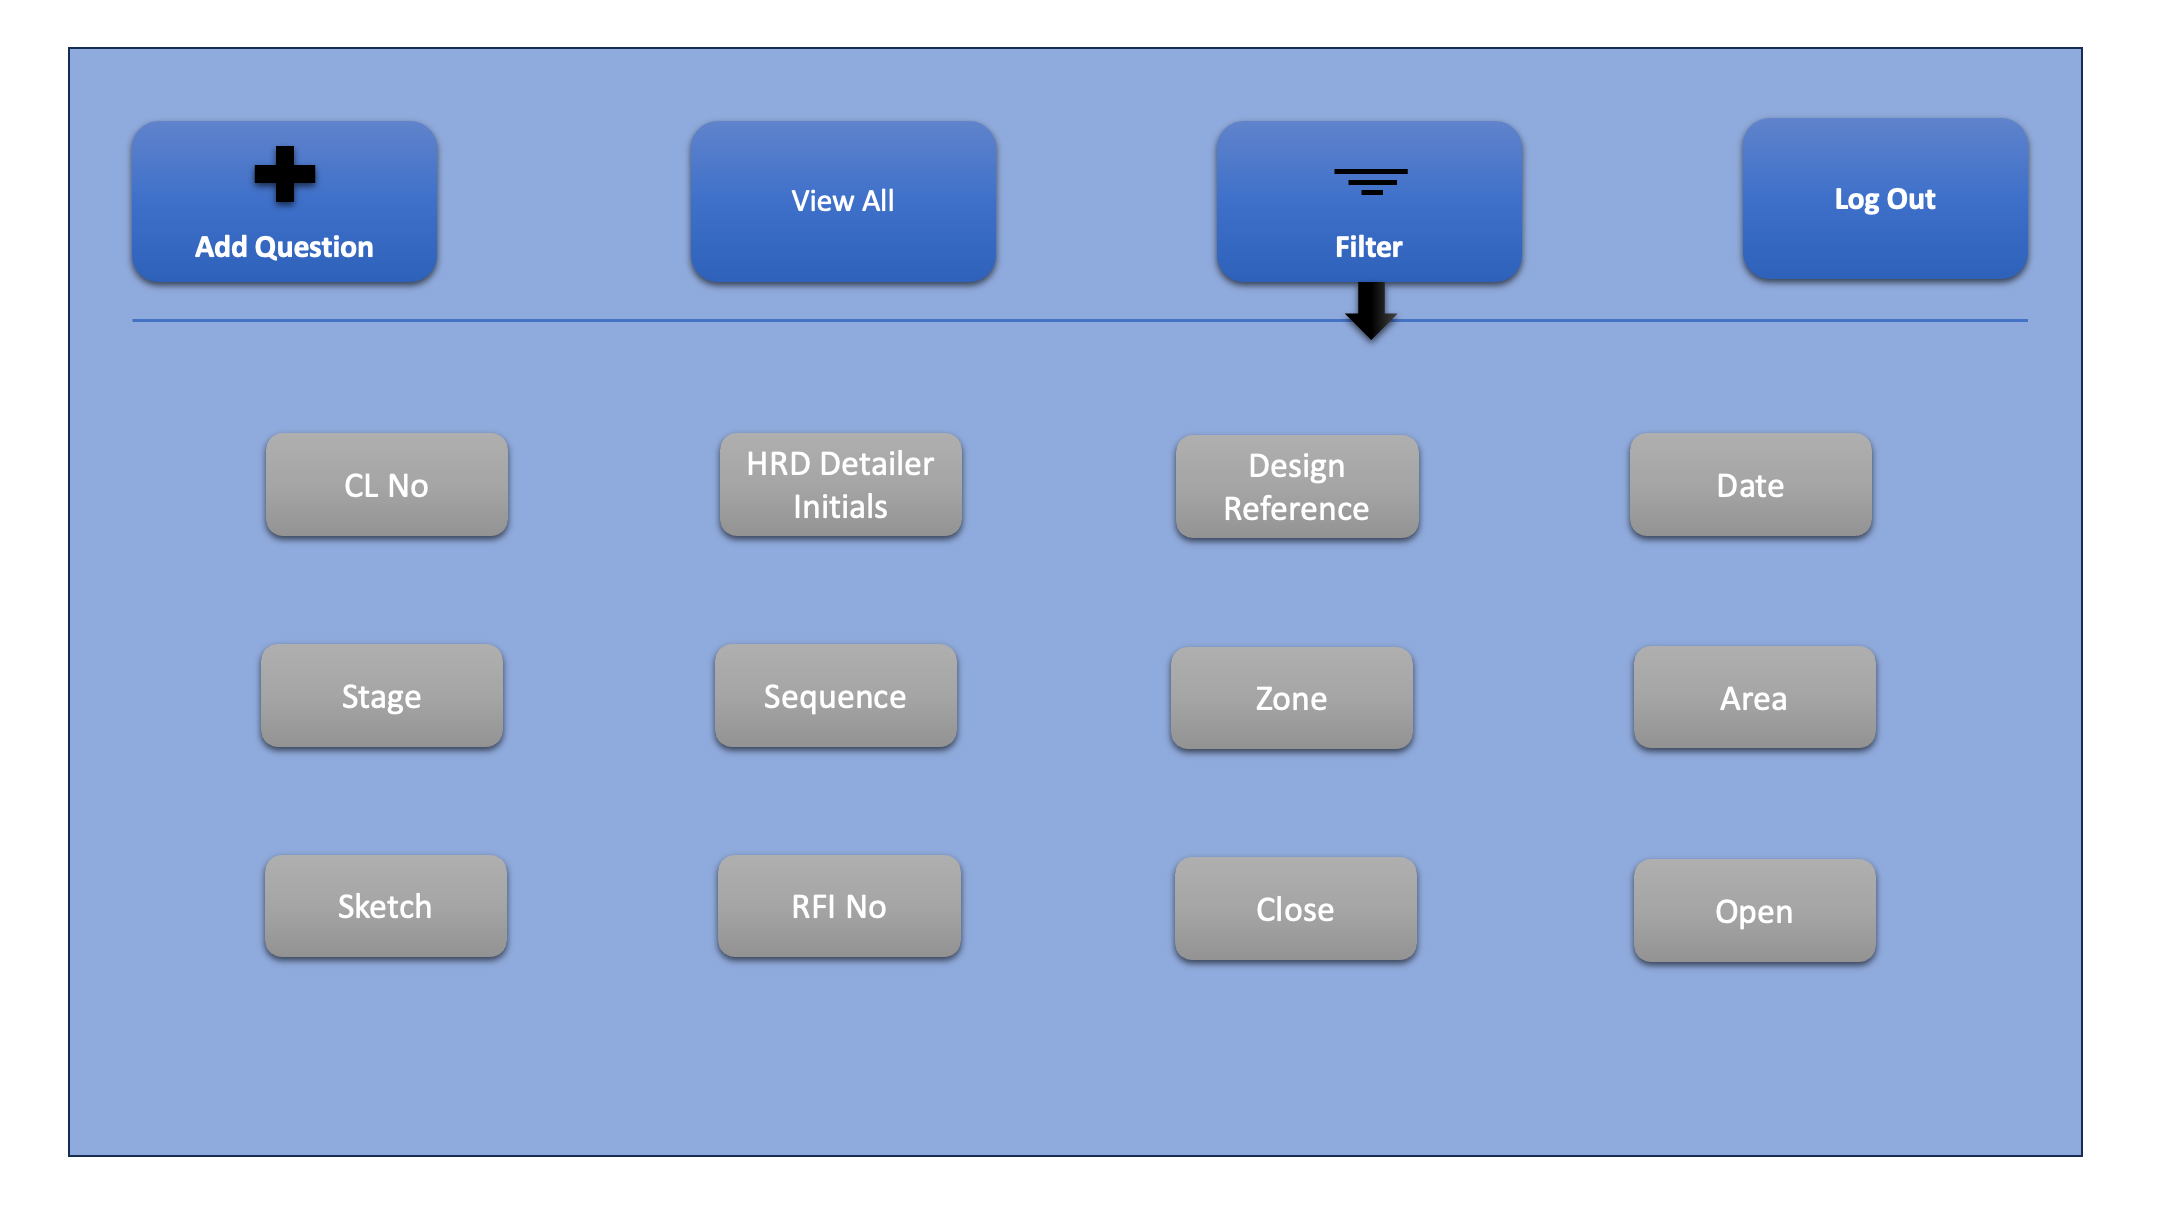 Add Question
View All
Filter
Log Out
CL No
HRD Detailer
Initials
Design
Reference
Date
Stage
Sequence
Zone
Area
Sketch
RFI No
Close
Open